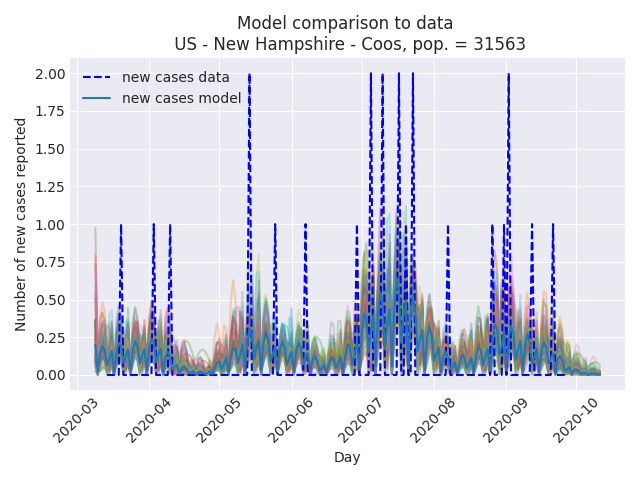 Model comparison to data
US - New Hampshire - Coos, pop. = 31563
new cases data
new cases model
Number of new cases reported
2.00
1.75
1.50
1.25
1.00
0.75
0.50
0.25
0.00
2020-03
2020-04
2020-05
2020-06
2020-07
2020-08
2020-09
2020-10
Day